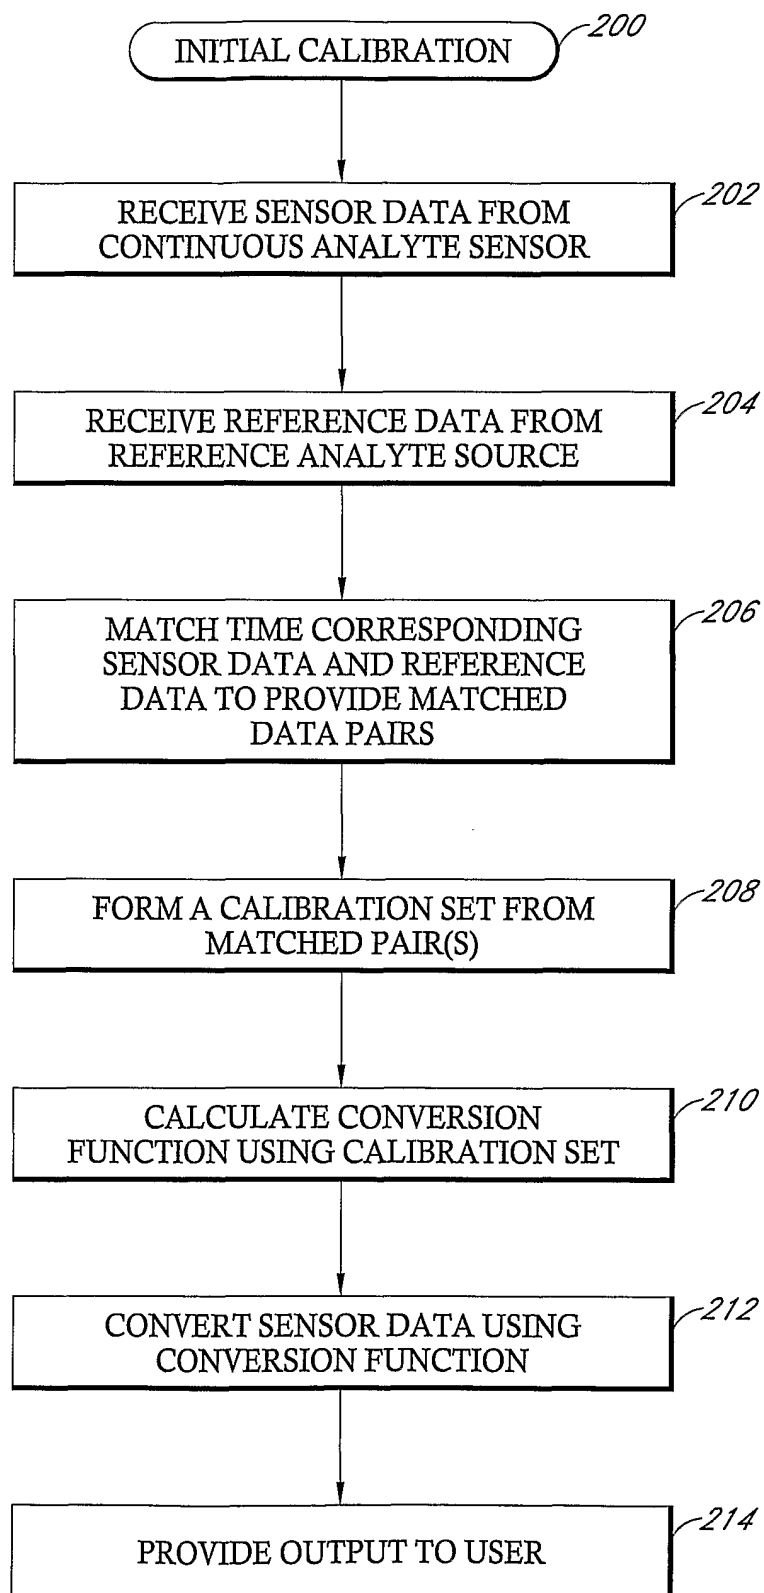 200
INITIAL CALIBRATION
202
RECEIVE SENSOR DATA FROM
CONTINUOUS ANALYTE SENSOR
204
RECEIVE REFERENCE DATA FROM
REFERENCE ANALYTE SOURCE
206
MATCH TIME CORRESPONDING
SENSOR DATA AND REFERENCE
DATA TO PROVIDE MATCHED
DATA PAIRS
208
FORM A CALIBRATION SET FROM
MATCHED PAIR(S)
210
CALCULATE CONVERSION
FUNCTION USING CALIBRATION SET
212
CONVERT SENSOR DATA USING
CONVERSION FUNCTION
214
PROVIDE OUTPUT TO USER